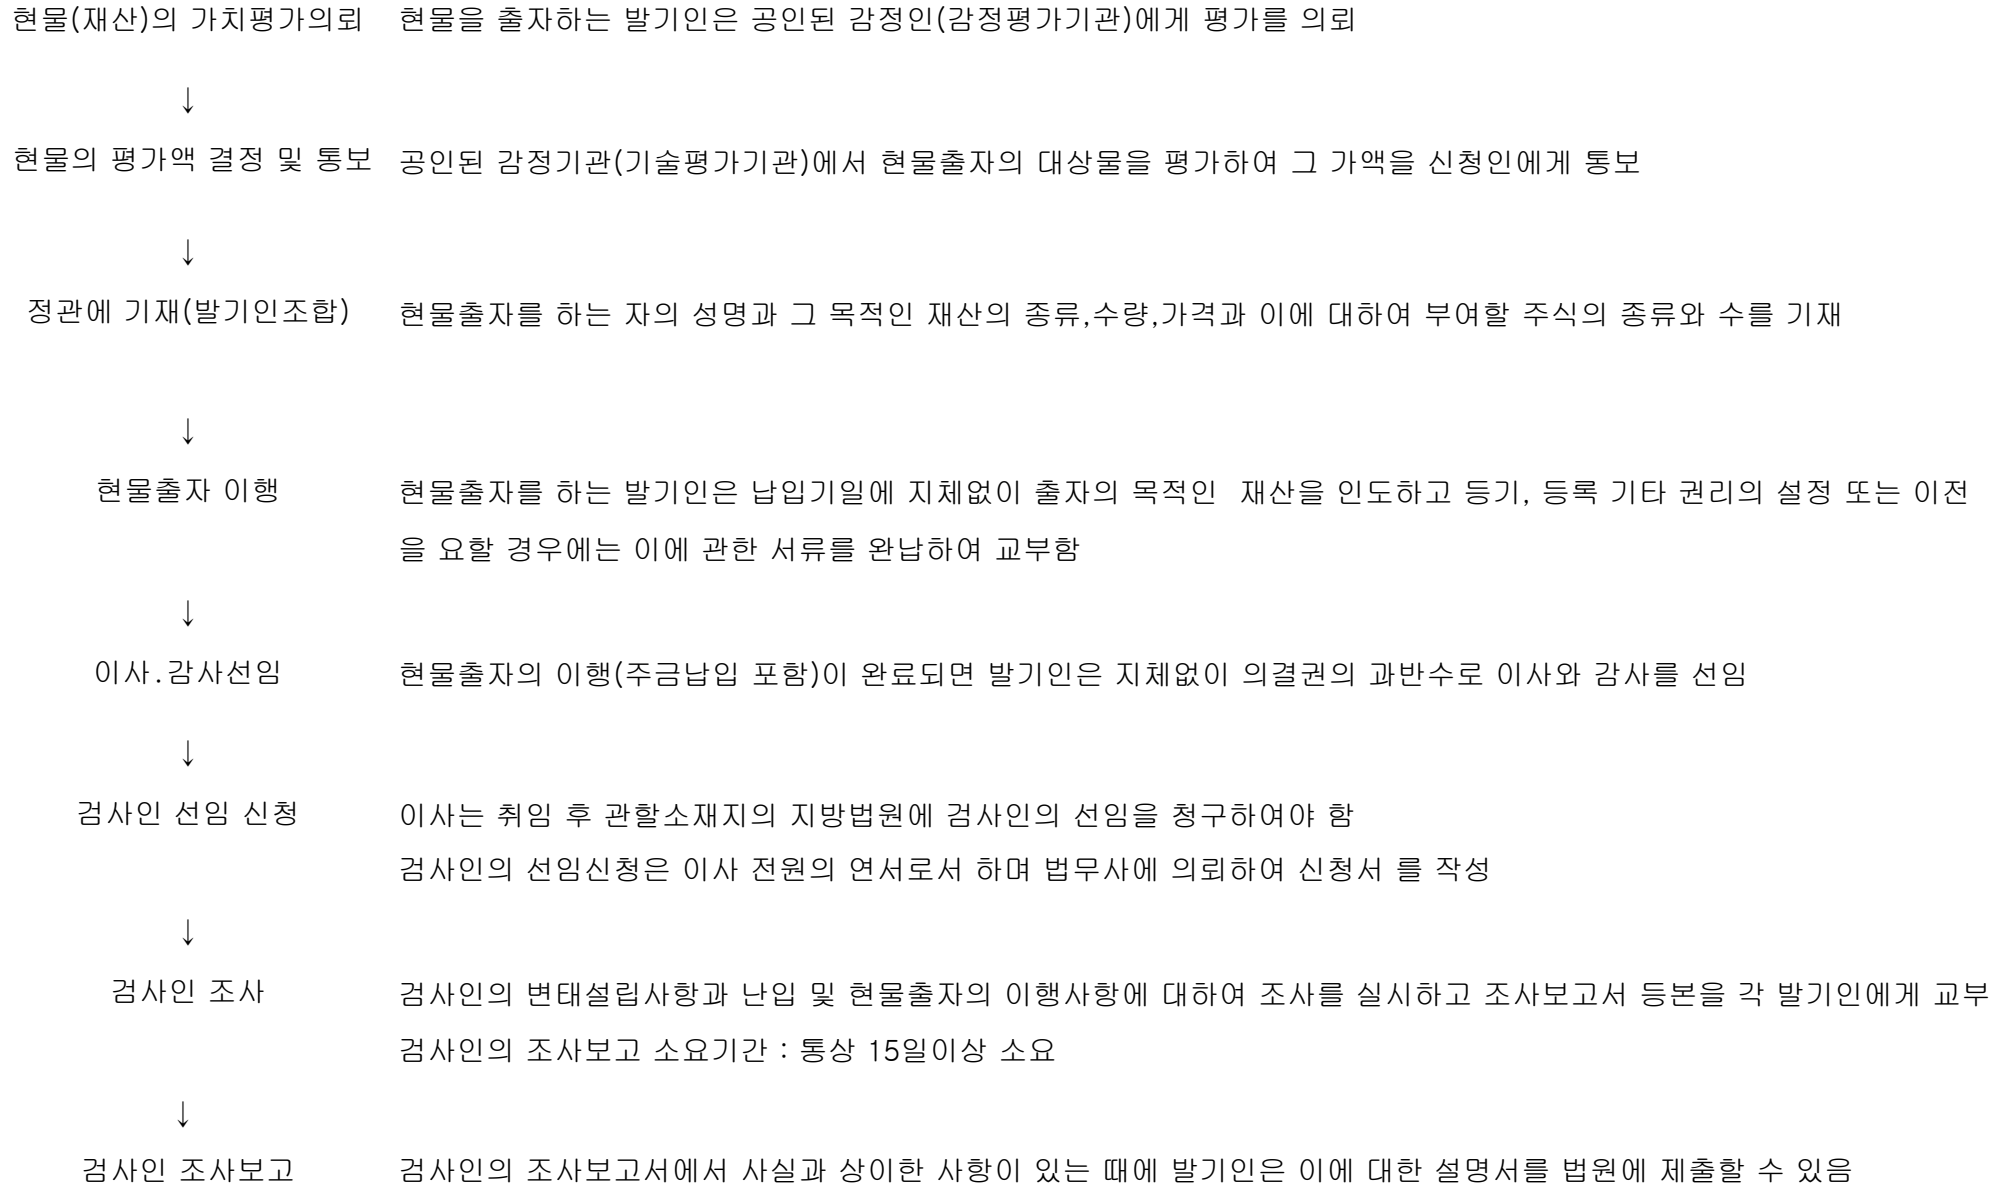 현물(재산)의 가치평가의뢰 현물을 출자하는 발기인은 공인된 감정인(감정평가기관)에게 평가를 의뢰
↓
현물의 평가액 결정 및 통보 공인된 감정기관(기술평가기관)에서 현물출자의 대상물을 평가하여 그 가액을 신청인에게 통보
↓
정관에 기재(발기인조합) 현물출자를 하는 자의 성명과 그 목적인 재산의 종류,수량,가격과 이에 대하여 부여할 주식의 종류와 수를 기재
↓
현물출자 이행 현물출자를 하는 발기인은 납입기일에 지체없이 출자의 목적인 재산을 인도하고 등기, 등록 기타 권리의 설정 또는 이전
을 요할 경우에는 이에 관한 서류를 완납하여 교부함
↓
이사.감사선임 현물출자의 이행(주금납입 포함)이 완료되면 발기인은 지체없이 의결권의 과반수로 이사와 감사를 선임
↓
검사인 선임 신청 이사는 취임 후 관할소재지의 지방법원에 검사인의 선임을 청구하여야 함
검사인의 선임신청은 이사 전원의 연서로서 하며 법무사에 의뢰하여 신청서 를 작성
↓
검사인 조사 검사인의 변태설립사항과 난입 및 현물출자의 이행사항에 대하여 조사를 실시하고 조사보고서 등본을 각 발기인에게 교부
검사인의 조사보고 소요기간 : 통상 15일이상 소요
↓
검사인 조사보고 검사인의 조사보고서에서 사실과 상이한 사항이 있는 때에 발기인은 이에 대한 설명서를 법원에 제출할 수 있음